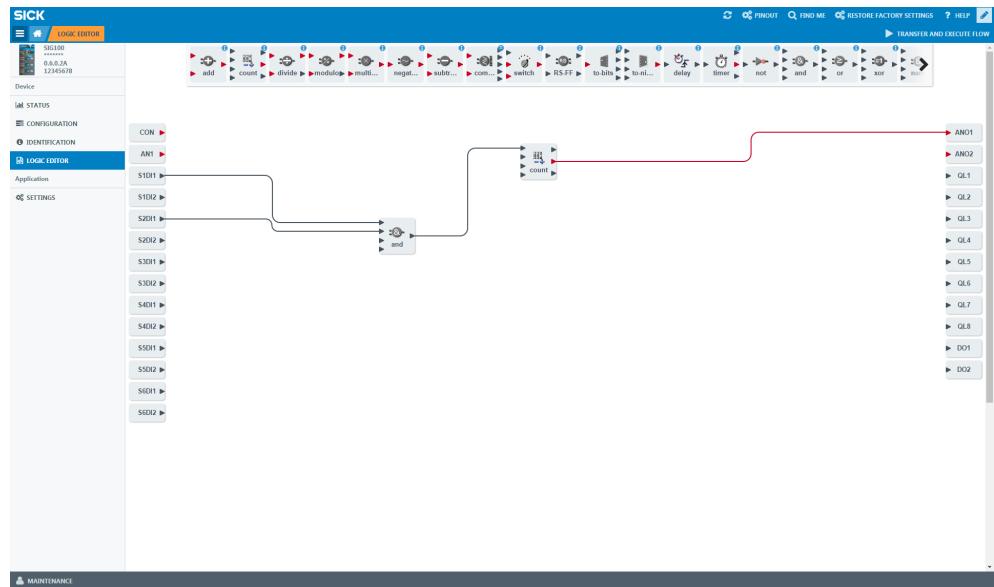 SICK
PINOUT FIND ME RESTORE FACTORY SETTINGS ? HELP
LOGIC EDITOR
TRANSFER AND EXECUTE FLOW
SIG100
*******
0.6.0.2A
12345678
Device
STATUS
CONFIGURATION
IDENTIFICATION
LOGIC EDITOR
Application
SETTINGS
add count divide modulo multi... negat... subtr... com... switch RS-FF to-bits to-ni... delay timer not and or xor
CON
AN1
S1DI1
S1DI2
S2DI1
S2DI2
S3DI1
S3DI2
S4DI1
S4DI2
S5DI1
S5DI2
S6DI1
S6DI2
and
count
ANO1
ANO2
QL1
QL2
QL3
QL4
QL5
QL6
QL7
QL8
DO1
DO2
MAINTENANCE